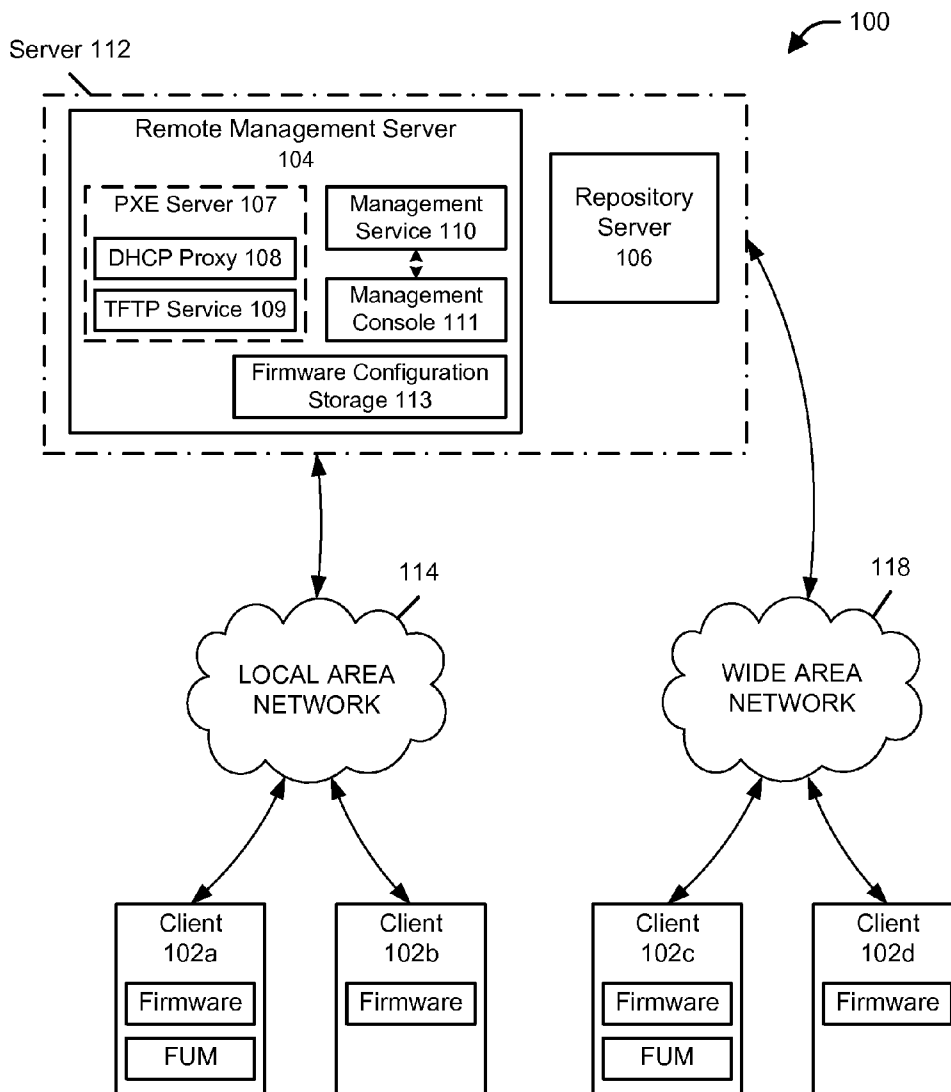 100
Server 112
Remote Management Server
104
PXE Server 107
DHCP Proxy 108
TFTP Service 109
Management
Service 110
Management
Console 111
Firmware Configuration
Storage 113
Repository
Server
106
114
LOCAL AREA
NETWORK
118
WIDE AREA
NETWORK
Client
102a
Firmware
FUM
Client
102b
Firmware
Client
102c
Firmware
FUM
Client
102d
Firmware